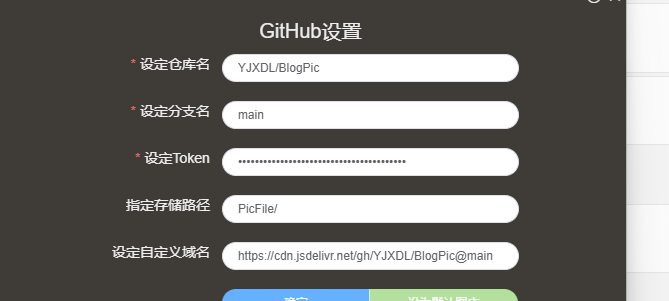 GitHub设置
* 设定仓库名 YJXDL/BlogPic
* 设定分支名 main
* 设定Token ••••••••••••••••••••••••••••••••••••••••
指定存储路径 PicFile/
设定自定义域名 https://cdn.jsdelivr.net/gh/YJXDL/BlogPic@main